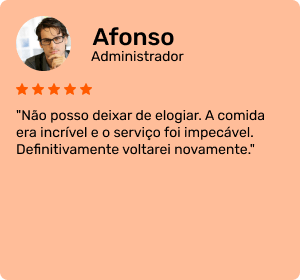 Afonso
Administrador
"Não posso deixar de elogiar. A comida
era incrível e o serviço foi impecável.
Definitivamente voltarei novamente."